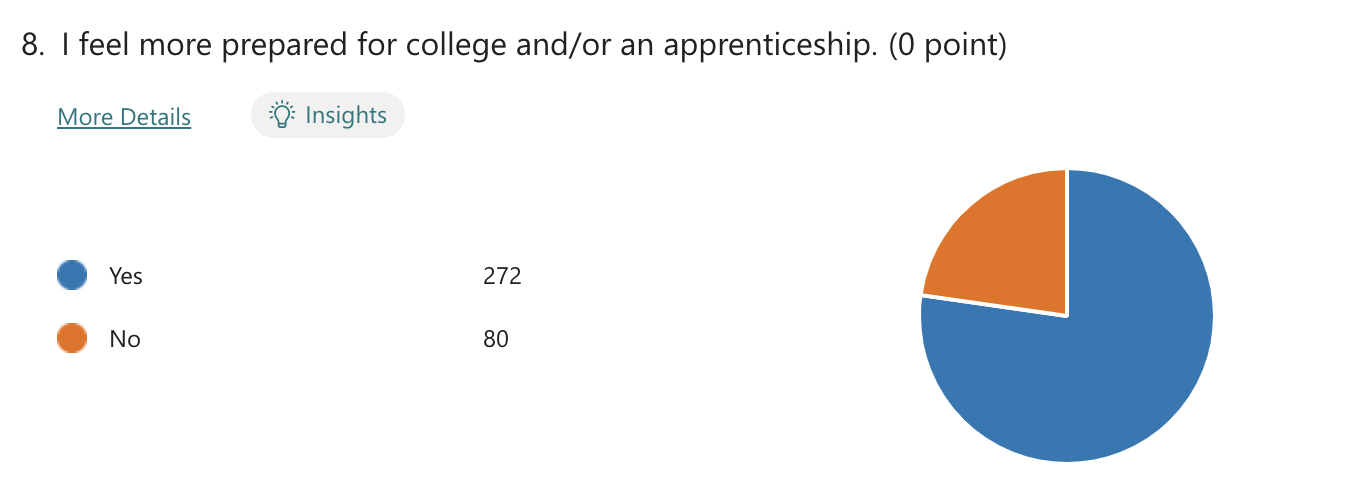 8. I feel more prepared for college and/or an apprenticeship. (0 point)
More Details Insights
Yes 272
No 80